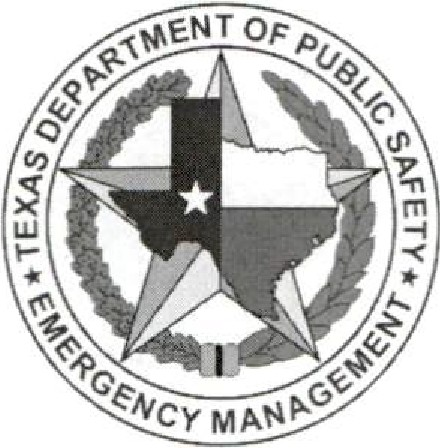 TEXAS DEPARTMENT OF PUBLIC SAFETY
EMERGENCY MANAGEMENT